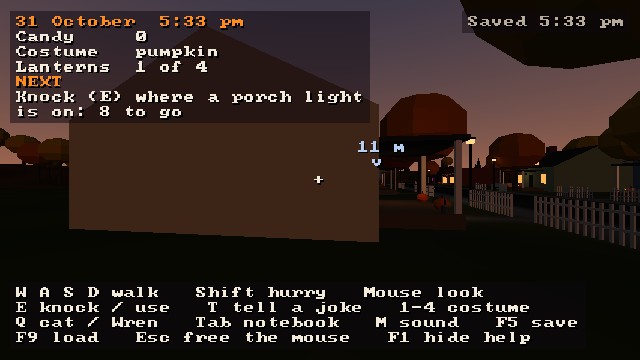 31 October 5:33 pm
Candy 0
Costume pumpkin
Lanterns 1 of 4
NEXT
Knock (E) where a porch light
is on: 8 to go
Saved 5:33 pm
11 m
v
W A S D walk Shift hurry Mouse look
E knock / use T tell a joke 1-4 costume
Q cat / Wren Tab notebook M sound F5 save
F9 load Esc free the mouse F1 hide help